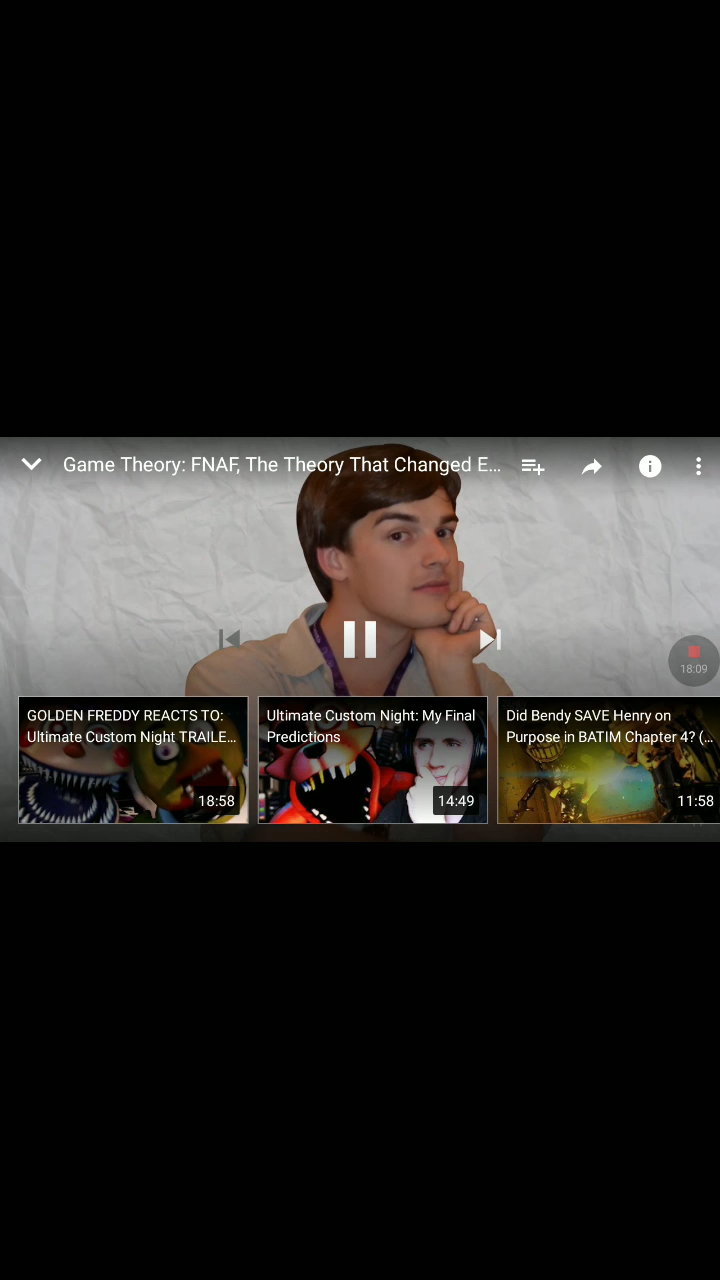 Game Theory: FNAF, The Theory That Changed E...
18:09
GOLDEN FREDDY REACTS TO:
Ultimate Custom Night TRAILE...
18:58
Ultimate Custom Night: My Final
Predictions
14:49
Did Bendy SAVE Henry on
Purpose in BATIM Chapter 4? (...
11:58